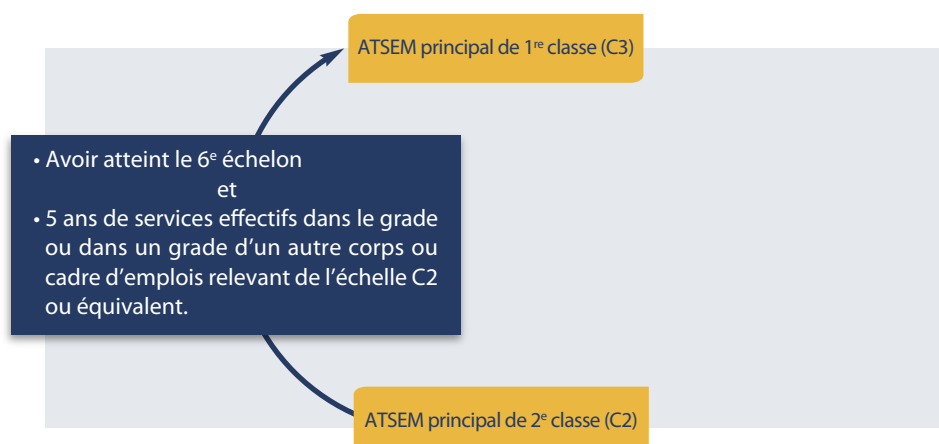 ATSEM principal de 1re classe (C3)
• Avoir atteint le 6e échelon
et
• 5 ans de services effectifs dans le grade
ou dans un grade d’un autre corps ou
cadre d’emplois relevant de l’échelle C2
ou équivalent.
ATSEM principal de 2e classe (C2)